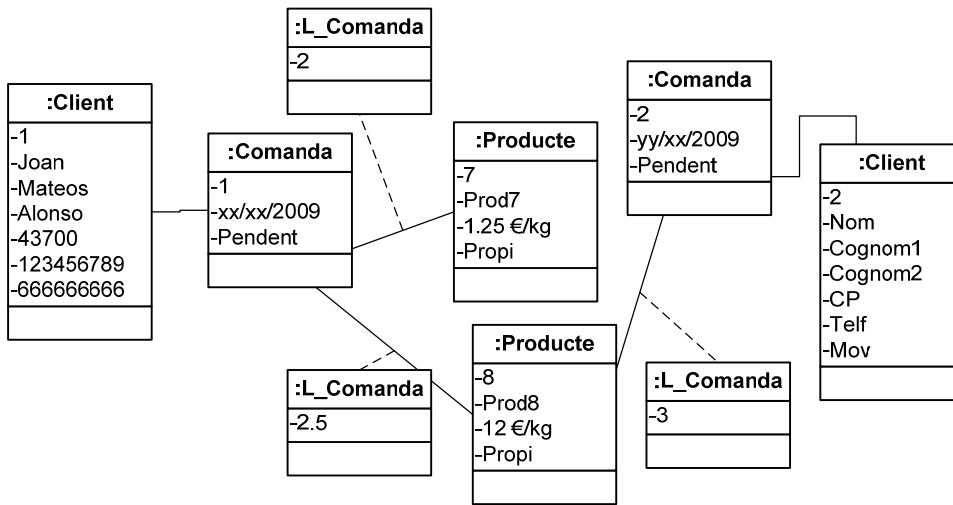 :L_Comanda
-2
:Client
-1
-Joan
-Mateos
-Alonso
-43700
-123456789
-666666666
:Comanda
-1
-xx/xx/2009
-Pendent
:Producte
-7
-Prod7
-1.25 €/kg
-Propi
:Comanda
-2
-yy/xx/2009
-Pendent
:Client
-2
-Nom
-Cognom1
-Cognom2
-CP
-Telf
-Mov
:L_Comanda
-2.5
:Producte
-8
-Prod8
-12 €/kg
-Propi
:L_Comanda
-3